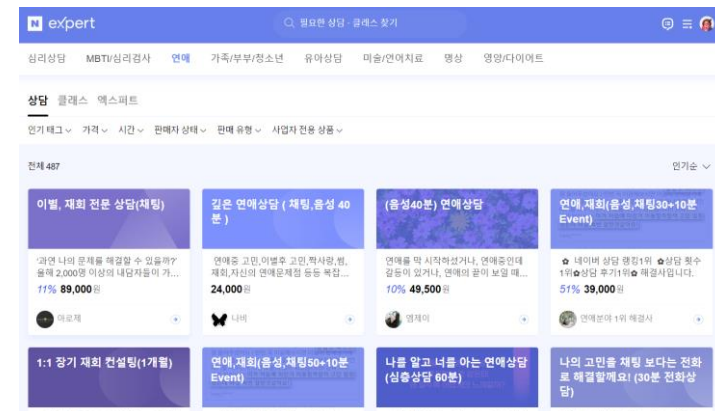 N expert
필요한 상담·클래스 찾기
심리상담 MBTI/심리검사 연애 가족/부부/청소년 유아상담 미술/언어치료 명상 영양/다이어트
상담 클래스 엑스퍼트
인기 태그 가격 시간 판매자 상태 판매 유형 사업자 전용 상품
전체 487 인기순
이별, 재회 전문 상담(채팅)
'과연 나의 문제를 해결할 수 있을까?'
올해 2,000명 이상의 내담자들이 가...
11% 89,000원
아로제
깊은 연애상담 ( 채팅,음성 40
분 )
연애중 고민,이별후 고민,짝사랑,썸,
재회,자신의 연애문제점 등등 복잡...
24,000원
나비
(음성40분) 연애상담
연애를 막 시작하셨거나, 연애중인데
갈등이 있거나, 연애의 끝이 보일 때...
10% 49,500원
엠제이
연애,재회(음성,채팅30+10분
Event)
✿ 네이버 상담 랭킹1위 ✿상담 횟수
1위✿상담 후기1위✿ 해결사입니다.
51% 39,000원
연애분야 1위 해결사
1:1 장기 재회 컨설팅(1개월)
연애,재회(음성,채팅50+10분
Event)
나를 알고 너를 아는 연애상담
(심층상담 60분)
나의 고민을 채팅 보다는 전화
로 해결할께요! (30분 전화상
담)